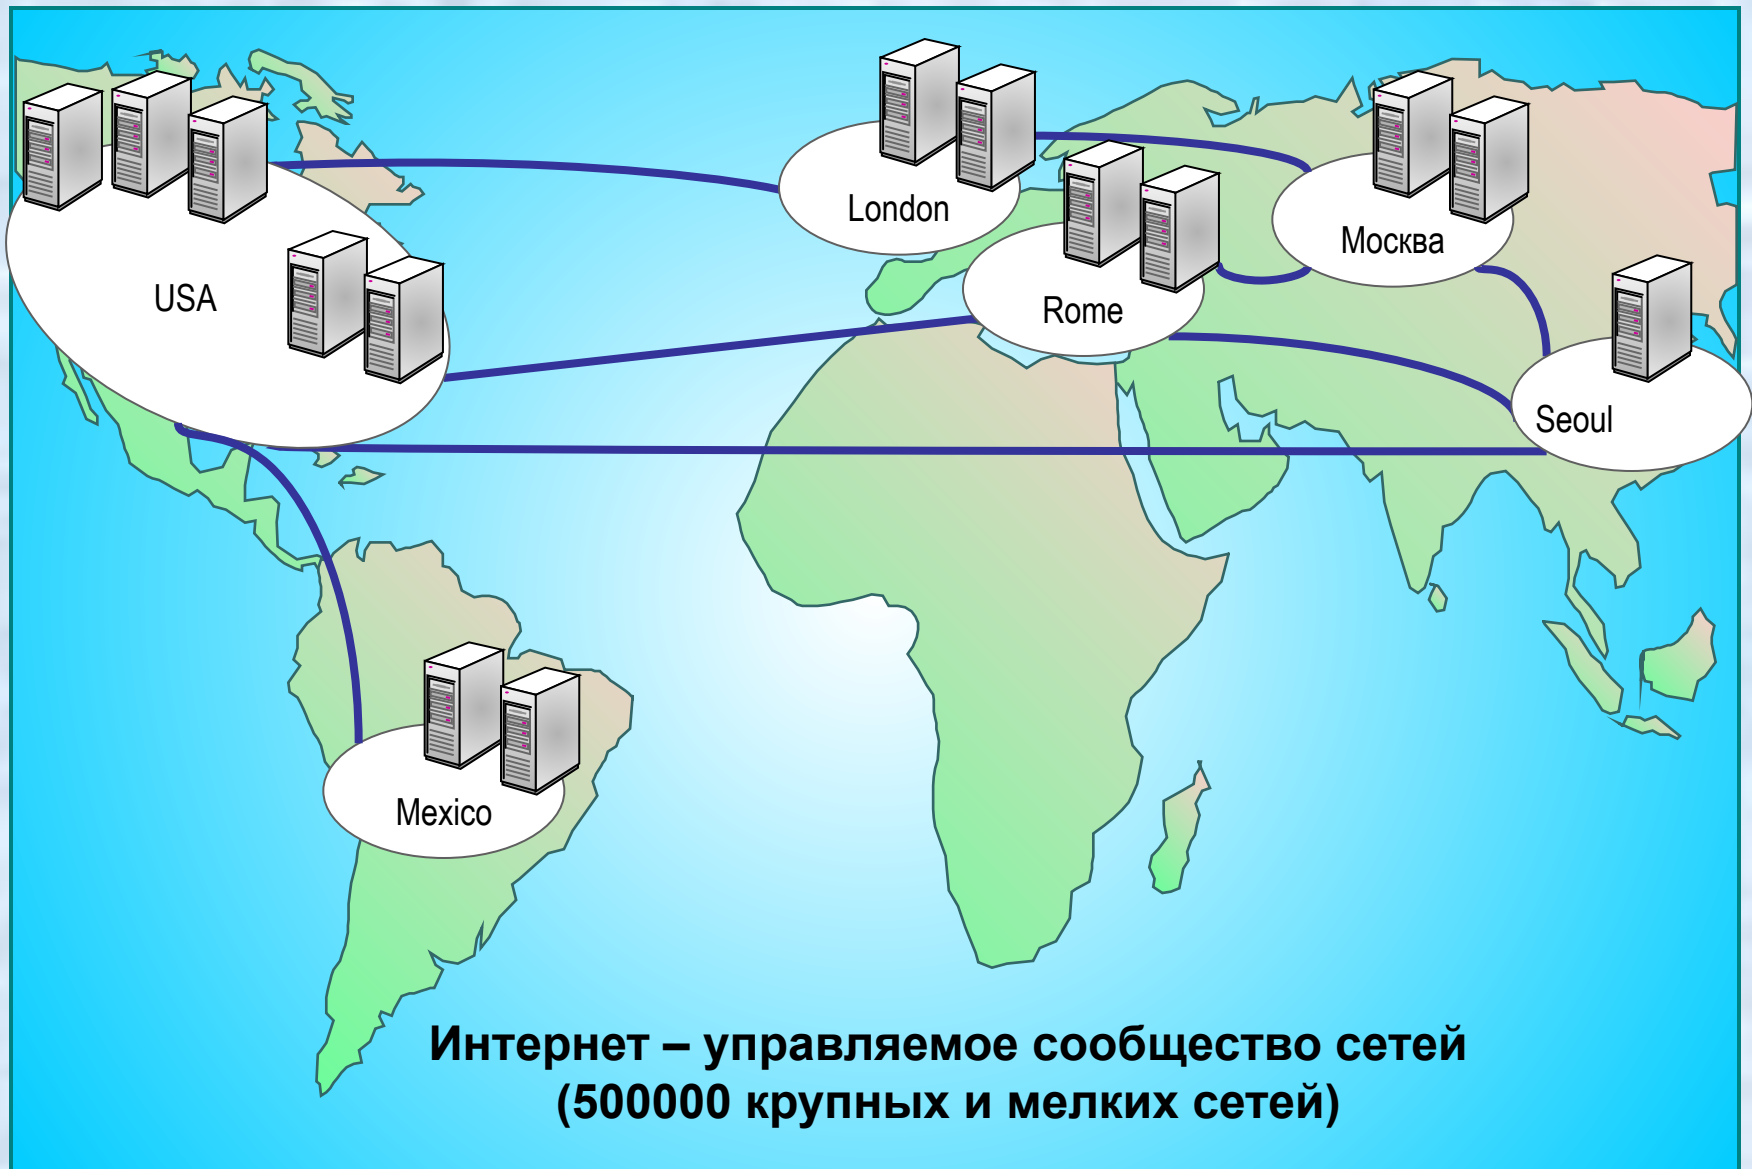 London
Москва
USA
Rome
Seoul
Mexico
Интернет – управляемое сообщество сетей
(500000 крупных и мелких сетей)